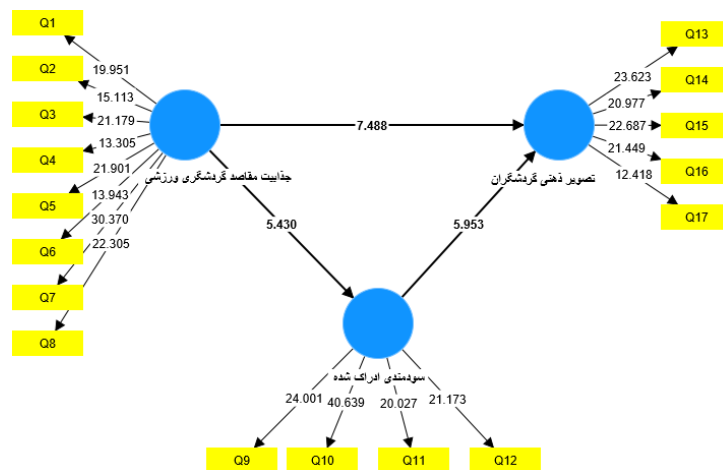 Q1
Q2
Q3
Q4
Q5
Q6
Q7
Q8
19.951
15.113
21.179
13.305
21.901
13.943
30.370
22.305
جذابیت مقاصد گردشگری ورزشی
7.488
5.430
5.953
تصویر ذهنی گردشگران
23.623
20.977
22.687
21.449
12.418
Q13
Q14
Q15
Q16
Q17
سودمندی ادراک شده
24.001
40.639
20.027
21.173
Q9
Q10
Q11
Q12